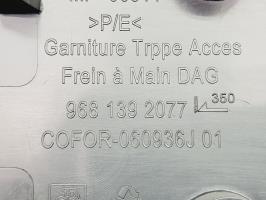 >P/E<
Garniture Trppe Acces
Frein à Main DAG
968 139 2077 350
COFOR-060936J 01